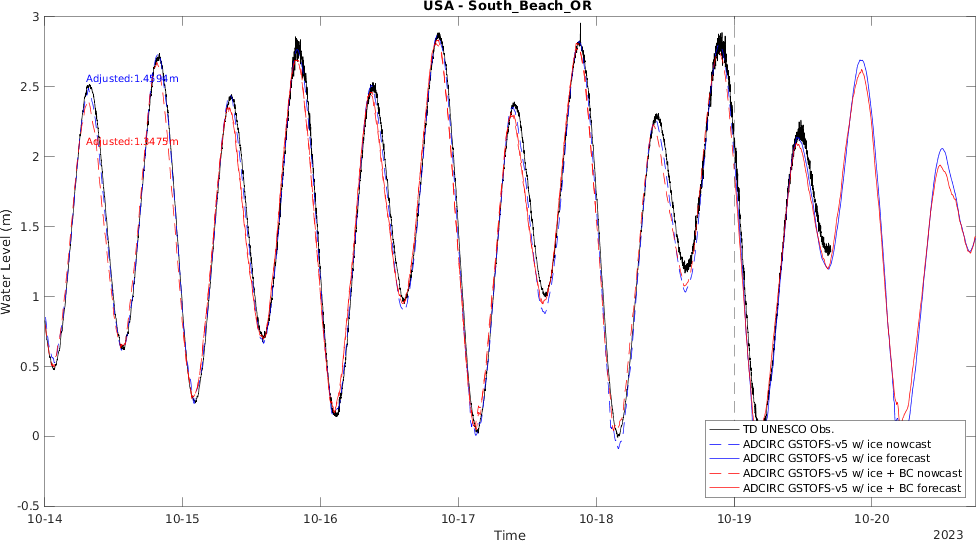 USA - South_Beach_OR
3
2.5
2
1.5
1
0.5
0
-0.5
Water Level (m)
Adjusted:1.4594m
Adjusted:1.3475m
TD UNESCO Obs.
ADCIRC GSTOFS-v5 w/ ice nowcast
ADCIRC GSTOFS-v5 w/ ice forecast
ADCIRC GSTOFS-v5 w/ ice + BC nowcast
ADCIRC GSTOFS-v5 w/ ice + BC forecast
10-14 10-15 10-16 10-17 10-18 10-19 10-20
Time
2023